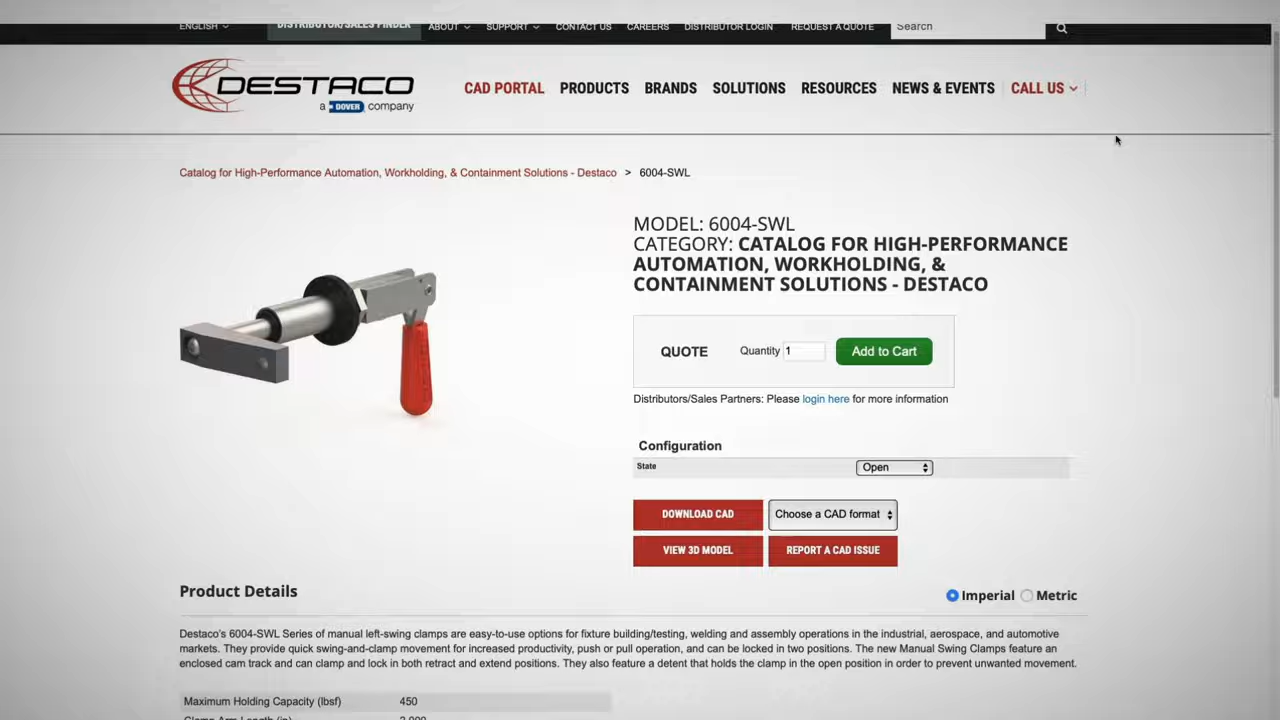 ENGLISH
DISTRIBUTOR/SALES FINDER
ABOUT
SUPPORT
CONTACT US
CAREERS
DISTRIBUTOR LOGIN
REQUEST A QUOTE
Search
DESTACO
a DOVER company
CAD PORTAL
PRODUCTS
BRANDS
SOLUTIONS
RESOURCES
NEWS & EVENTS
CALL US
Catalog for High-Performance Automation, Workholding, & Containment Solutions - Destaco > 6004-SWL
MODEL: 6004-SWL
CATEGORY: CATALOG FOR HIGH-PERFORMANCE
AUTOMATION, WORKHOLDING, &
CONTAINMENT SOLUTIONS - DESTACO
QUOTE
Quantity 1
Add to Cart
Distributors/Sales Partners: Please login here for more information
Configuration
State
Open
DOWNLOAD CAD
Choose a CAD format
VIEW 3D MODEL
REPORT A CAD ISSUE
Product Details
Imperial
Metric
Destaco's 6004-SWL Series of manual left-swing clamps are easy-to-use options for fixture building/testing, welding and assembly operations in the industrial, aerospace, and automotive
markets. They provide quick swing-and-clamp movement for increased productivity, push or pull operation, and can be locked in two positions. The new Manual Swing Clamps feature an
enclosed cam track and can clamp and lock in both retract and extend positions. They also feature a detent that holds the clamp in the open position in order to prevent unwanted movement.
Maximum Holding Capacity (lbsf) 450
Clamp Arm Length (in)